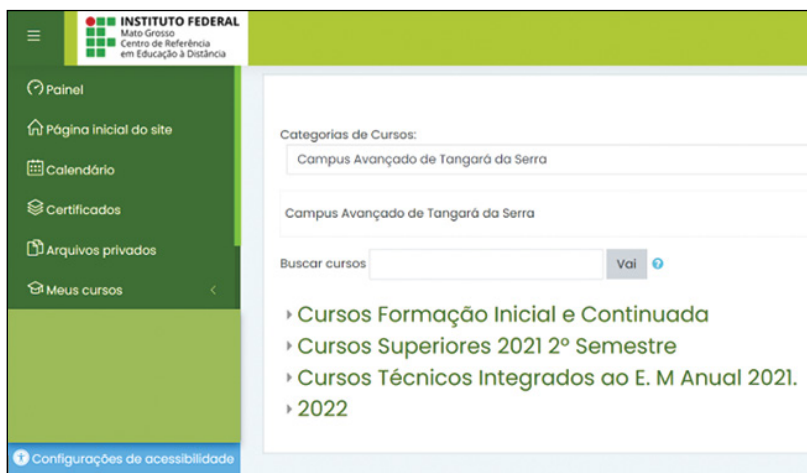 INSTITUTO FEDERAL
Mato Grosso
Centro de Referência
em Educação à Distância
Painel
Página inicial do site
Calendário
Certificados
Arquivos privados
Meus cursos
Configurações de acessibilidade
Categorias de Cursos:
Campus Avançado de Tangará da Serra
Campus Avançado de Tangará da Serra
Buscar cursos Vai
Cursos Formação Inicial e Continuada
Cursos Superiores 2021 2º Semestre
Cursos Técnicos Integrados ao E. M Anual 2021.
2022